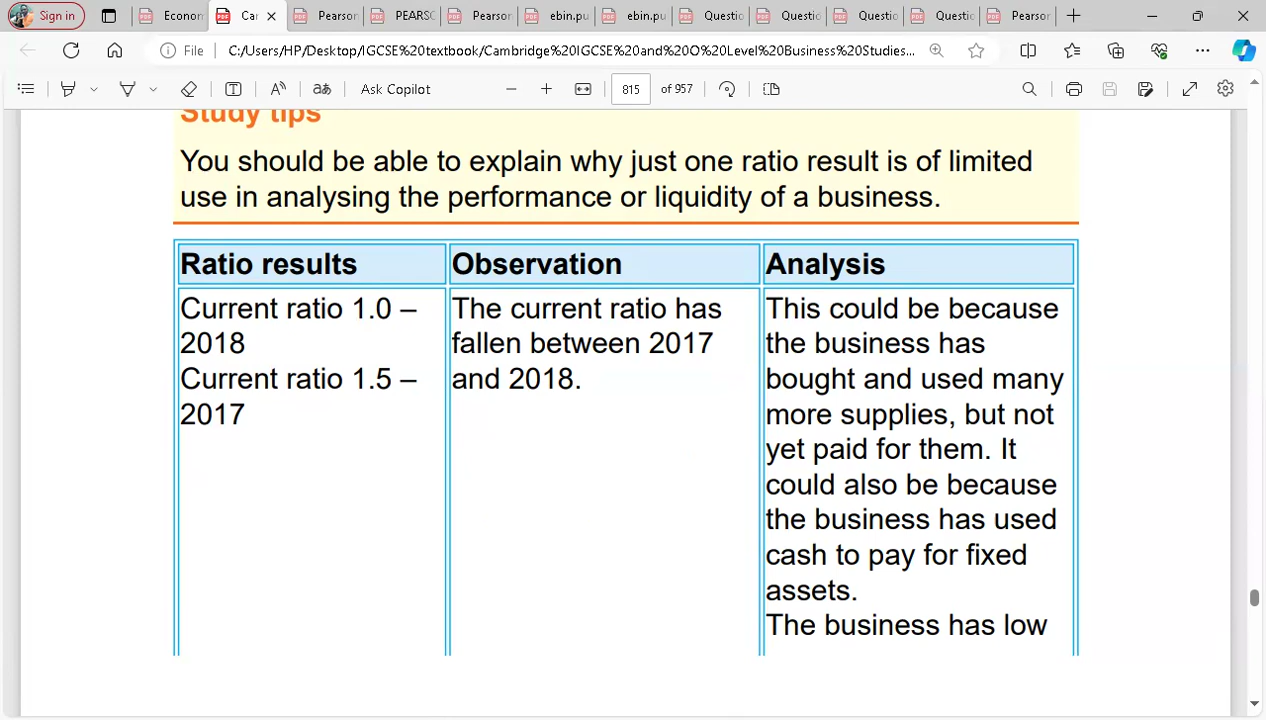 Sign in
Econom
Ca
Pearson
PEARSO
Pearson
ebin.pu
ebin.pu
Questio
Questio
Questio
Questio
Pearson
File
C:/Users/HP/Desktop/IGCSE%20textbook/Cambridge%20IGCSE%20and%20O%20Level%20Business%20Studies...
Ask Copilot
815 of 957
Study tips
You should be able to explain why just one ratio result is of limited
use in analysing the performance or liquidity of a business.
Ratio results
Observation
Analysis
Current ratio 1.0 –
2018
Current ratio 1.5 –
2017
The current ratio has
fallen between 2017
and 2018.
This could be because
the business has
bought and used many
more supplies, but not
yet paid for them. It
could also be because
the business has used
cash to pay for fixed
assets.
The business has low